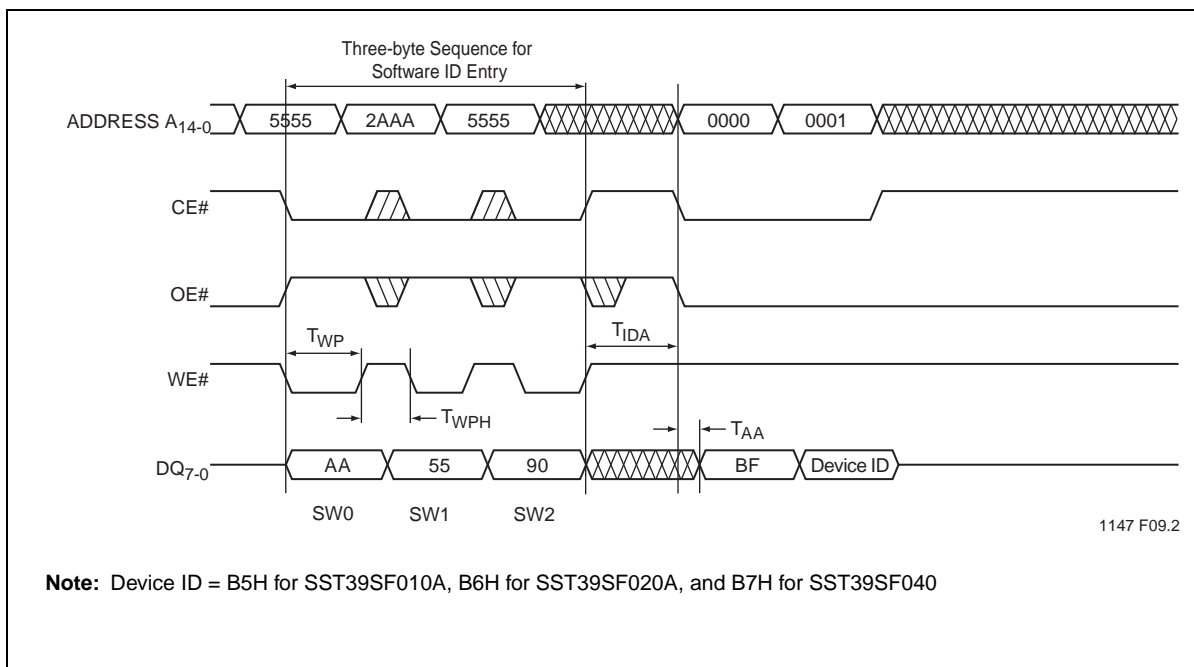 Three-byte Sequence for
Software ID Entry
ADDRESS A14-0
5555 2AAA 5555 0000 0001
CE#
OE#
TWP
TIDA
WE#
TWPH
TAA
DQ7-0
AA 55 90 BF Device ID
SW0 SW1 SW2
1147 F09.2
Note: Device ID = B5H for SST39SF010A, B6H for SST39SF020A, and B7H for SST39SF040